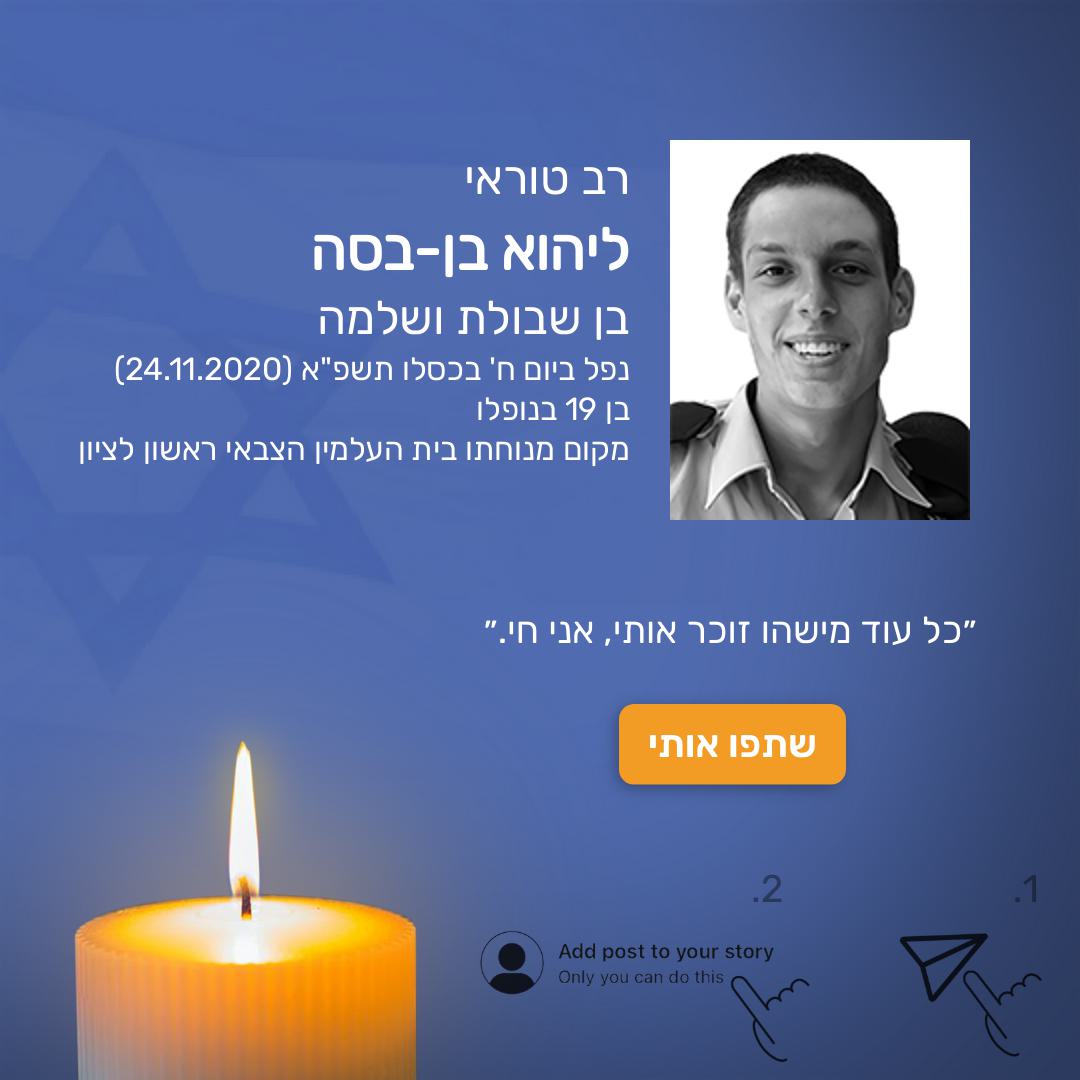 רב טוראי
ליהוא בן-בסה
בן שבולת ושלמה
נפל ביום ח' בכסלו תשפ"א (24.11.2020)
בן 19 בנופלו
מקום מנוחתו בית העלמין הצבאי ראשון לציון
״כל עוד מישהו זוכר אותי, אני חי.״
שתפו אותי
1.
2.
Add post to your story
Only you can do this